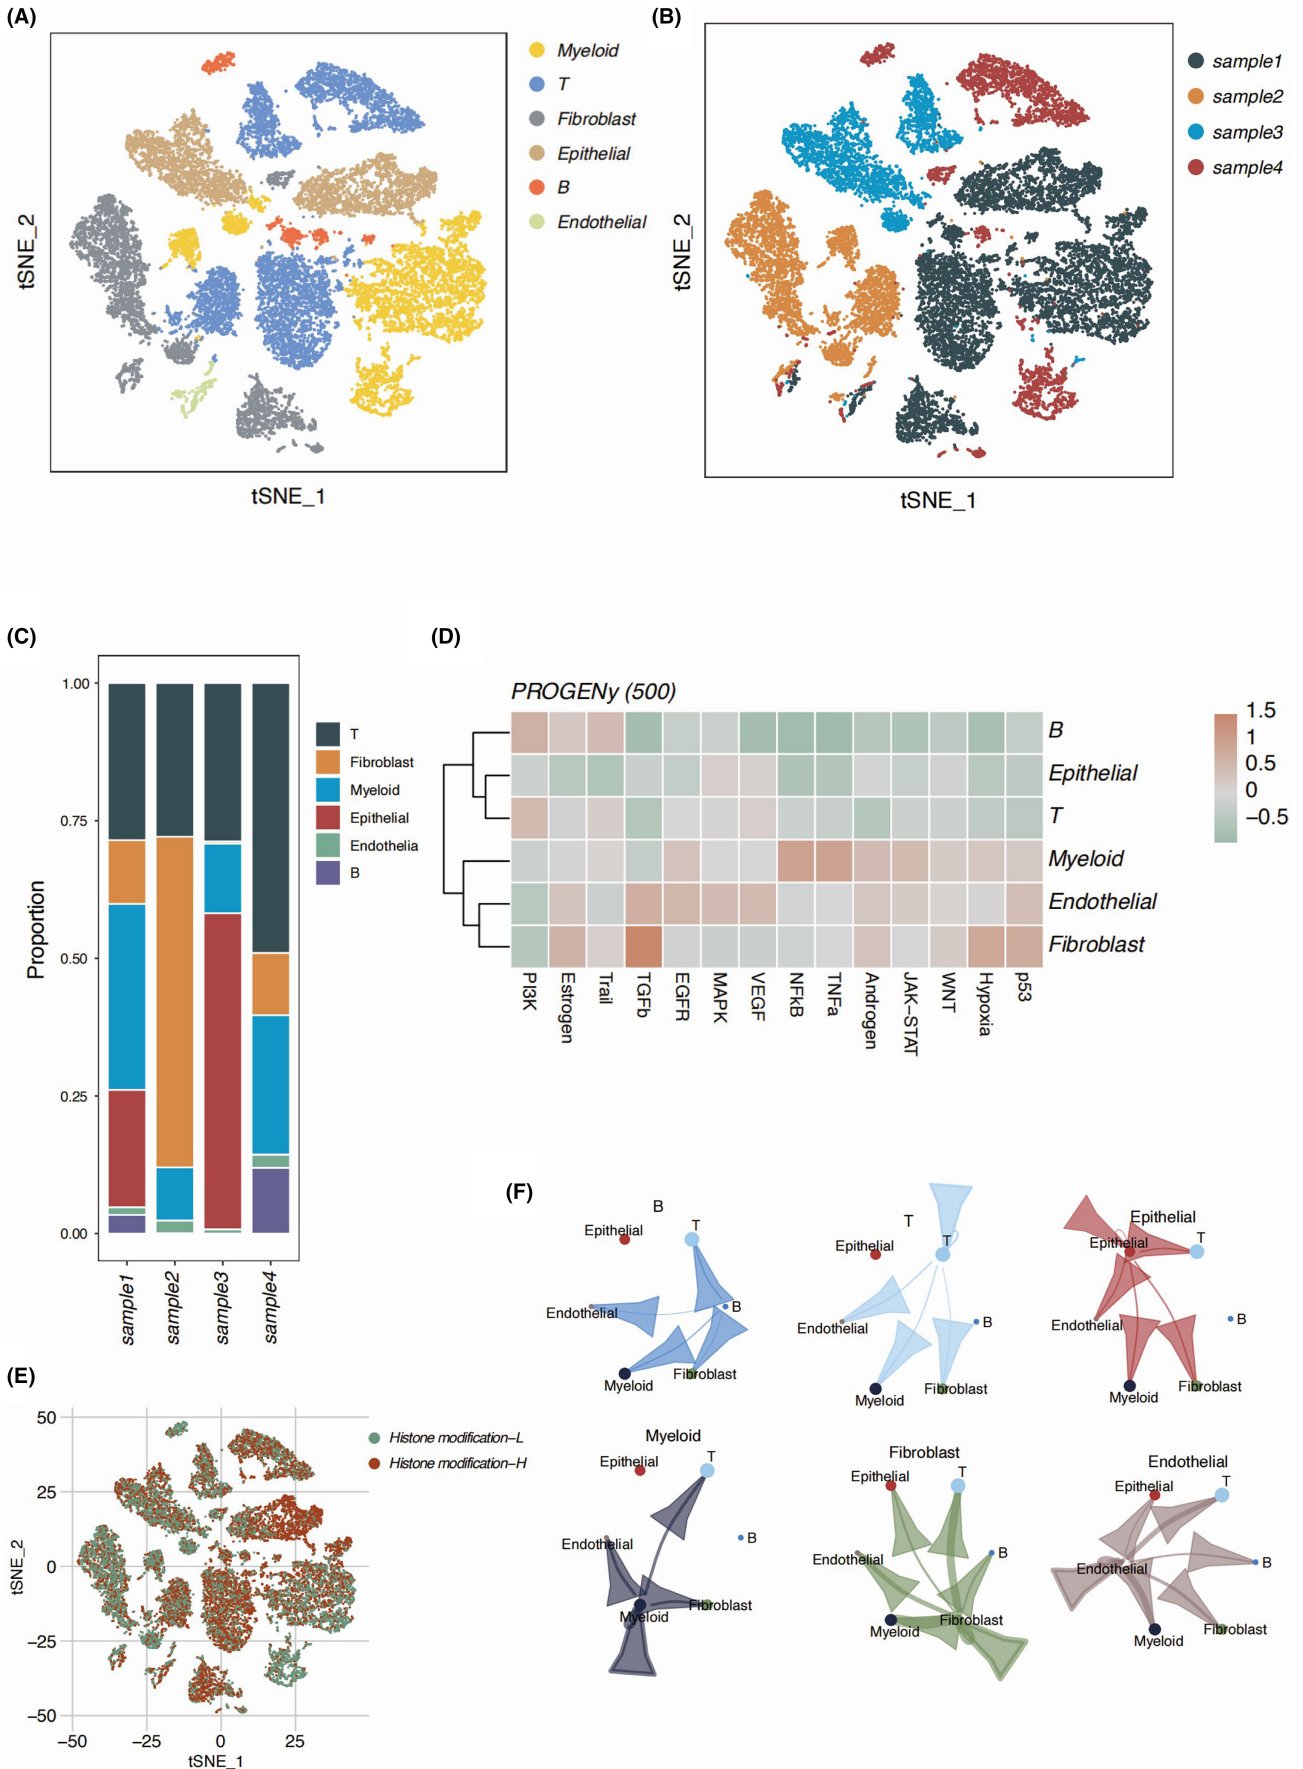 (A)
Myeloid
T
Fibroblast
Epithelial
B
Endothelial
tSNE_2
tSNE_1
(B)
sample1
sample2
sample3
sample4
tSNE_2
tSNE_1
(C)
1.00
0.75
0.50
0.25
0.00
Proportion
sample1
sample2
sample3
sample4
T
Fibroblast
Myeloid
Epithelial
Endothelia
B
(D)
PROGENy (500)
B
Epithelial
T
Myeloid
Endothelial
Fibroblast
PI3K
Estrogen
Trail
TGFb
EGFR
MAPK
VEGF
NFkB
TNFa
Androgen
JAK−STAT
WNT
Hypoxia
p53
1.5
1
0.5
0
−0.5
(E)
50
25
0
−25
−50
tSNE_2
−50
−25
0
25
tSNE_1
Histone modification−L
Histone modification−H
(F)
B
Epithelial
T
Endothelial
B
Myeloid
Fibroblast
T
Epithelial
T
Endothelial
B
Myeloid
Fibroblast
Epithelial
Epithelial
T
Endothelial
B
Myeloid
Fibroblast
Myeloid
Epithelial
T
Endothelial
B
Myeloid
Fibroblast
Fibroblast
Epithelial
T
Endothelial
B
Myeloid
Fibroblast
Endothelial
Epithelial
T
Endothelial
B
Myeloid
Fibroblast